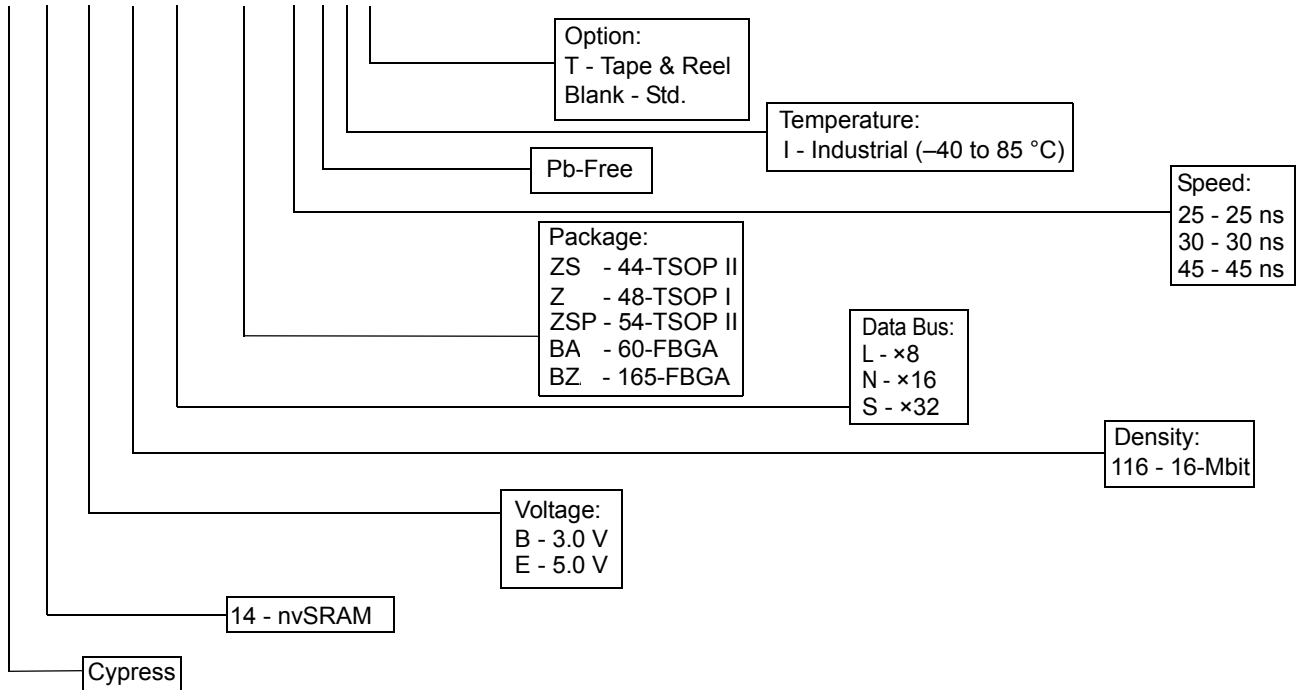 Option:
T - Tape & Reel
Blank - Std.
Temperature:
I - Industrial (–40 to 85 °C)
Pb-Free
Speed:
25 - 25 ns
30 - 30 ns
45 - 45 ns
Package:
ZS - 44-TSOP II
Z - 48-TSOP I
ZSP - 54-TSOP II
BA - 60-FBGA
BZ - 165-FBGA
Data Bus:
L - ×8
N - ×16
S - ×32
Density:
116 - 16-Mbit
Voltage:
B - 3.0 V
E - 5.0 V
14 - nvSRAM
Cypress